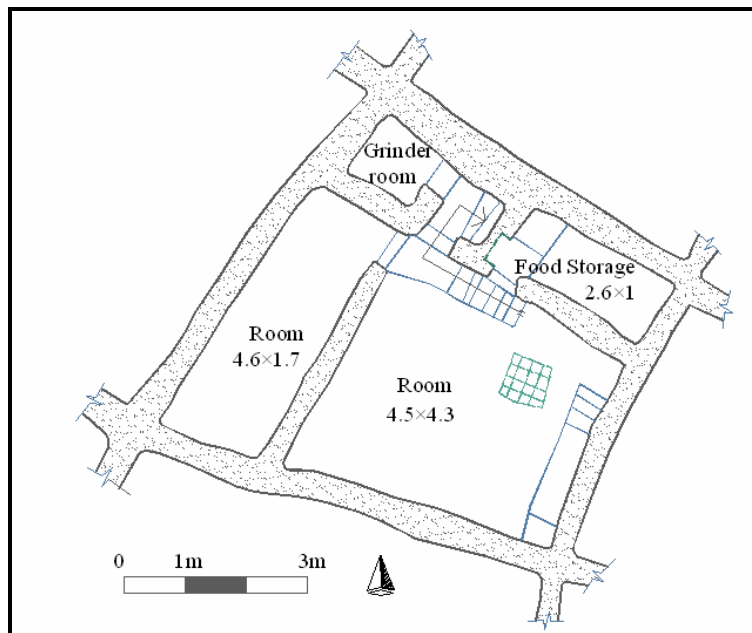 Grinder
room
Food Storage
2.6×1
Room
4.6×1.7
Room
4.5×4.3
0 1m 3m